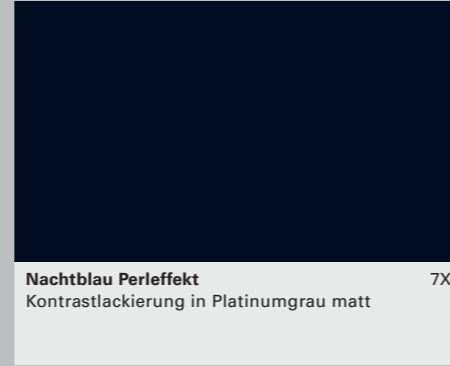 Nachtblau Perleffekt 7X
Kontrastlackierung in Platinumgrau matt